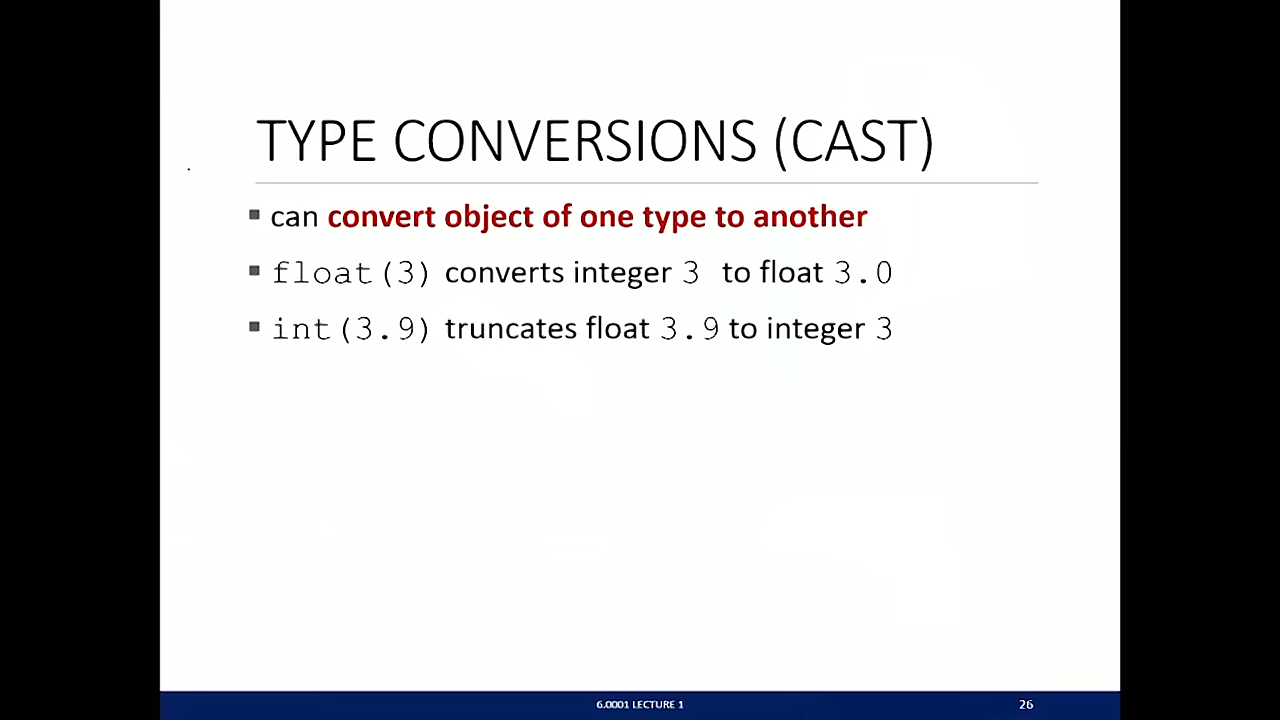 TYPE CONVERSIONS (CAST)
▪ can convert object of one type to another
▪ float(3) converts integer 3 to float 3.0
▪ int(3.9) truncates float 3.9 to integer 3
6.0001 LECTURE 1
26